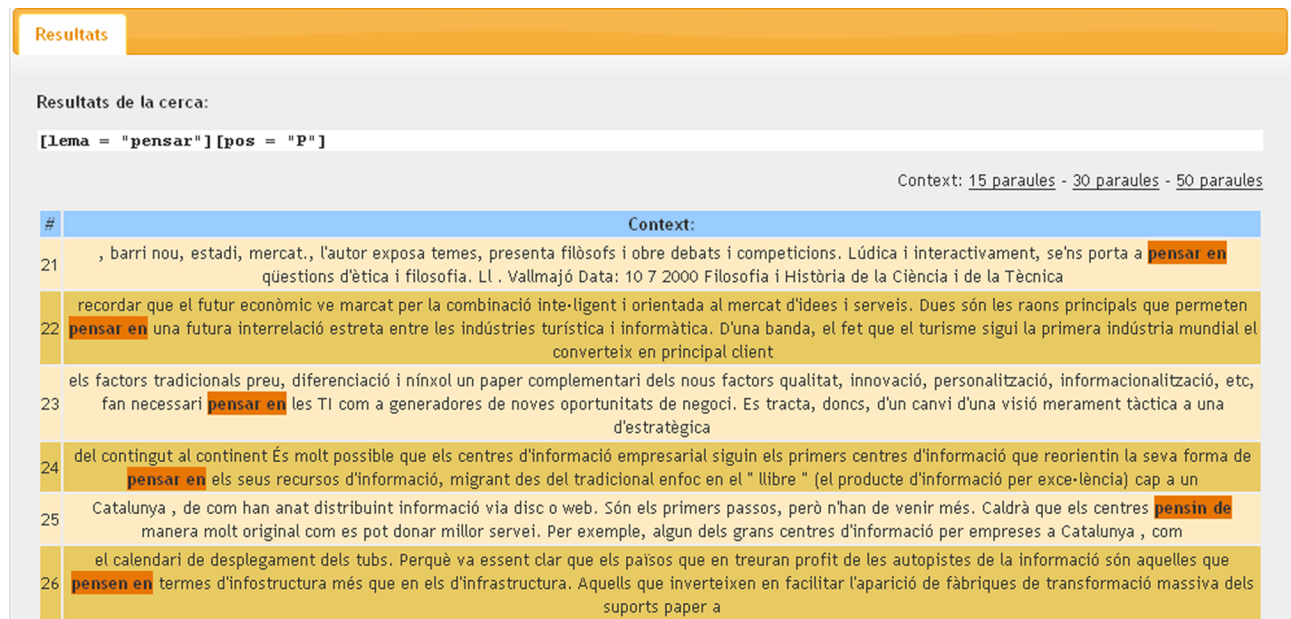 Resultats
Resultats de la cerca:
[lema = "pensar"][pos = "P"]
Context: 15 paraules - 30 paraules - 50 paraules
# Context:
, barri nou, estadi, mercat., l'autor exposa temes, presenta filòsofs i obre debats i competicions. Lúdica i interactivament, se'ns porta a pensar en
21 qüestions d'ètica i filosofia. Ll . Vallmajó Data: 10 7 2000 Filosofia i Història de la Ciència i de la Tècnica
recordar que el futur econòmic ve marcat per la combinació inte·ligent i orientada al mercat d'idees i serveis. Dues són les raons principals que permeten
22 pensar en una futura interrelació estreta entre les indústries turística i informàtica. D'una banda, el fet que el turisme sigui la primera indústria mundial el
converteix en principal client
els factors tradicionals preu, diferenciació i nínxol un paper complementari dels nous factors qualitat, innovació, personalització, informacionalització, etc,
23 fan necessari pensar en les TI com a generadores de noves oportunitats de negoci. Es tracta, doncs, d'un canvi d'una visió merament tàctica a una
d'estratègica
del contingut al continent És molt possible que els centres d'informació empresarial siguin els primers centres d'informació que reorientin la seva forma de
24 pensar en els seus recursos d'informació, migrant des del tradicional enfoc en el " llibre " (el producte d'informació per exce·lència) cap a un
Catalunya , de com han anat distribuint informació via disc o web. Són els primers passos, però n'han de venir més. Caldrà que els centres pensin de
25 manera molt original com es pot donar millor servei. Per exemple, algun dels grans centres d'informació per empreses a Catalunya , com
el calendari de desplegament dels tubs. Perquè va essent clar que els països que en treuran profit de les autopistes de la informació són aquelles que
26 pensen en termes d'infostructura més que en els d'infrastructura. Aquells que inverteixen en facilitar l'aparició de fàbriques de transformació massiva dels
suports paper a